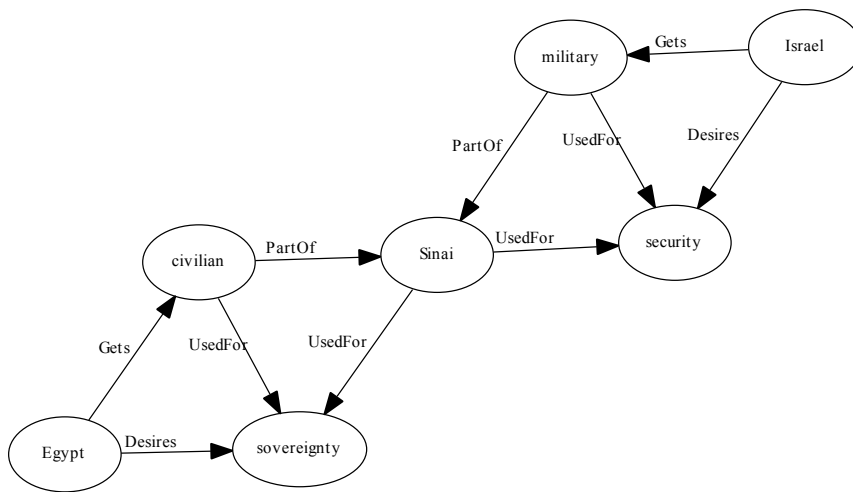 Israel
Gets
military
Desires
PartOf
UsedFor
security
UsedFor
Sinai
PartOf
civilian
UsedFor
UsedFor
Gets
Egypt
Desires
sovereignty